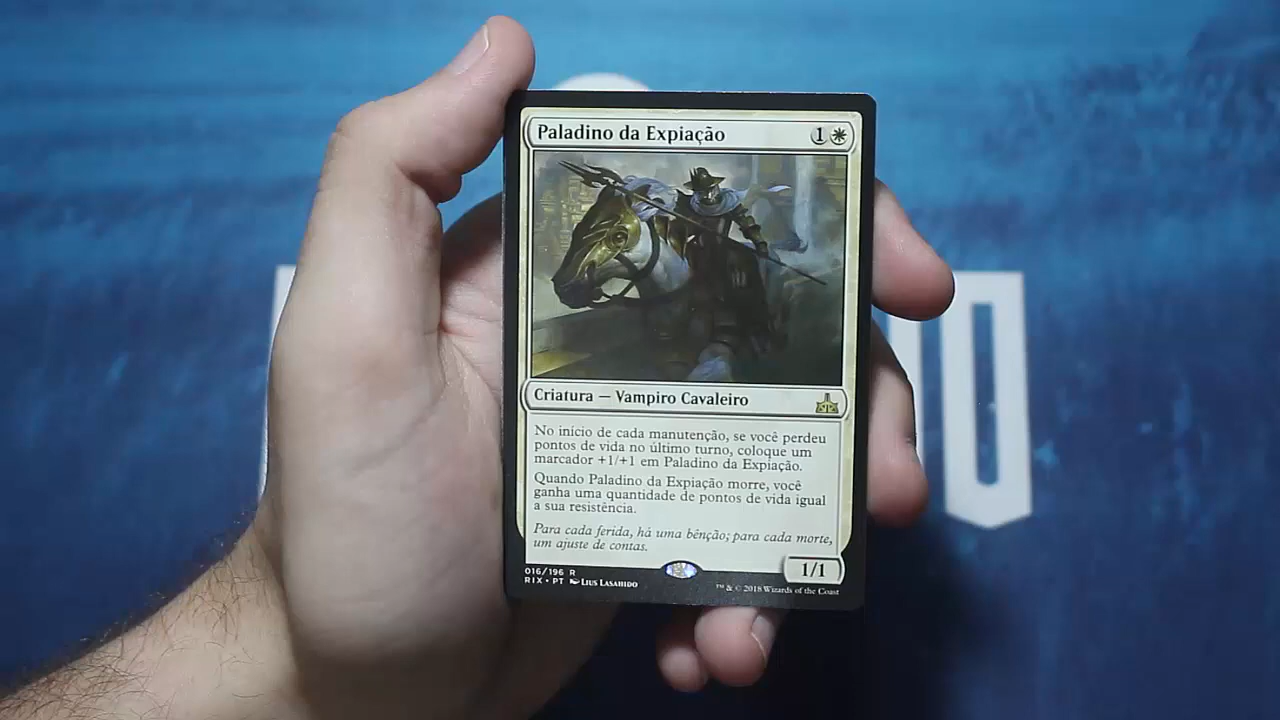 Paladino da Expiação 1
Criatura — Vampiro Cavaleiro
No início de cada manutenção, se você perdeu
pontos de vida no último turno, coloque um
marcador +1/+1 em Paladino da Expiação.
Quando Paladino da Expiação morre, você
ganha uma quantidade de pontos de vida igual
a sua resistência.
Para cada ferida, há uma bênção; para cada morte,
um ajuste de contas.
1/1
016/196 R
RIX • PT Lius Lasahido
™ & © 2018 Wizards of the Coast